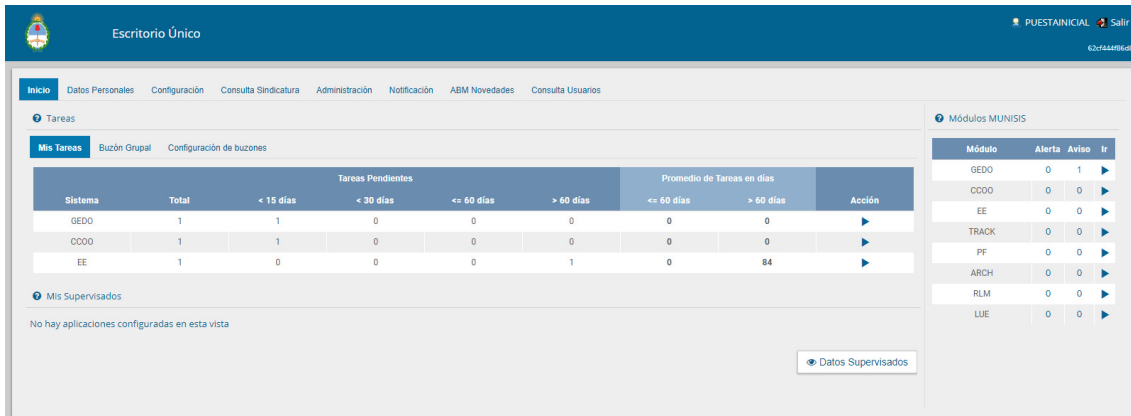 Escritorio Único
PUESTAINICIAL Salir
Inicio Datos Personales Configuración Consulta Sindicatura Administración Notificación ABM Novedades Consulta Usuarios
Tareas
Mis Tareas Buzón Grupal Configuración de buzones
Tareas Pendientes Promedio de Tareas en días
Sistema Total < 15 días < 30 días <= 60 días > 60 días <= 60 días > 60 días Acción
GEDO 1 1 0 0 0 0 0
CCOO 1 1 0 0 0 0 0
EE 1 0 0 0 1 0 84
Mis Supervisados
No hay aplicaciones configuradas en esta vista
Datos Supervisados
Módulos MUNISIS
Módulo Alerta Aviso Ir
GEDO 0 1
CCOO 0 0
EE 0 0
TRACK 0 0
PF 0 0
ARCH 0 0
RLM 0 0
LUE 0 0